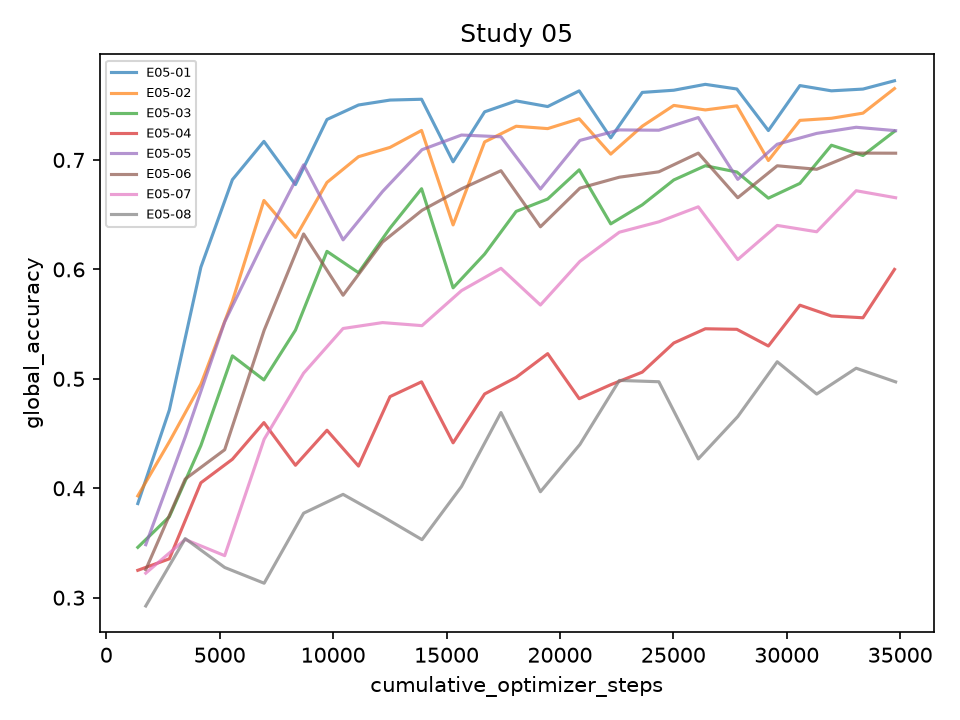 Study 05
E05-01
E05-02
E05-03
E05-04
E05-05
E05-06
E05-07
E05-08
global_accuracy
0.7
0.6
0.5
0.4
0.3
0 5000 10000 15000 20000 25000 30000 35000
cumulative_optimizer_steps